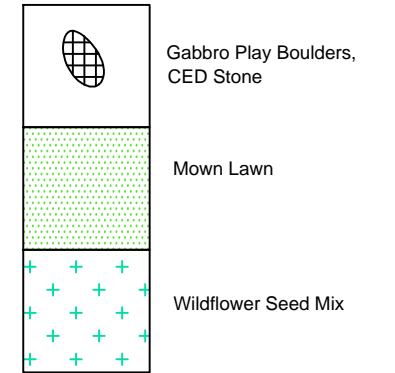 Gabbro Play Boulders,
CED Stone
Mown Lawn
Wildflower Seed Mix